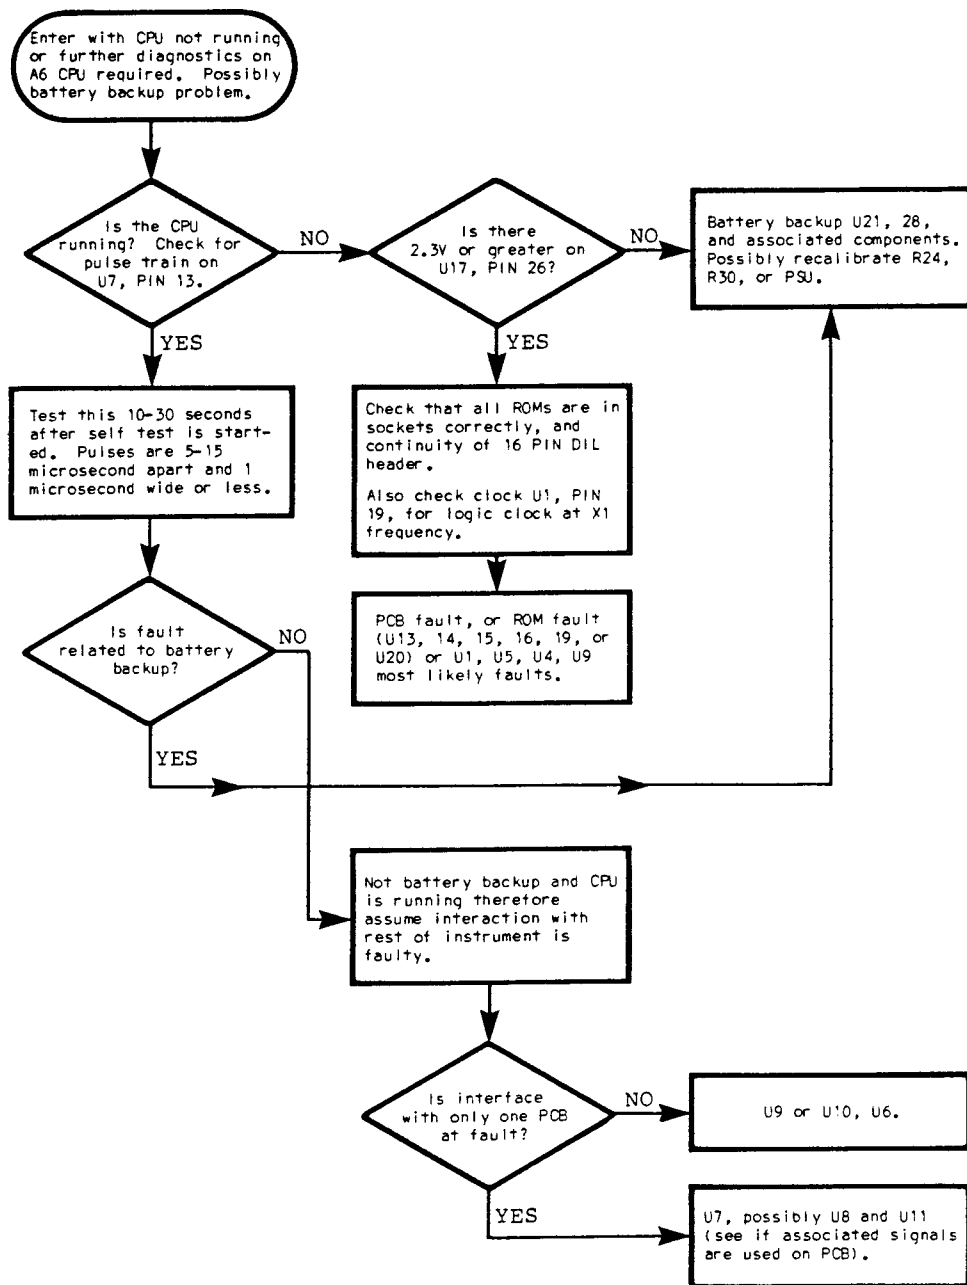 Enter with CPU not running
or further diagnostics on
A6 CPU required. Possibly
battery backup problem.
Is the CPU
running? Check for
pulse train on
U7, PIN 13.
NO
Is there
2.3V or greater on
U17, PIN 26?
NO
Battery backup U21, 28,
and associated components.
Possibly recalibrate R24,
R30, or PSU.
YES
YES
Test this 10-30 seconds
after self test is start-
ed. Pulses are 5-15
microsecond apart and 1
microsecond wide or less.
Check that all ROMs are in
sockets correctly, and
continuity of 16 PIN DIL
header.
Also check clock U1, PIN
19, for logic clock at X1
frequency.
Is fault
related to battery
backup?
NO
PCB fault, or ROM fault
(U13, 14, 15, 16, 19, or
U20) or U1, U5, U4, U9
most likely faults.
YES
Not battery backup and CPU
is running therefore
assume interaction with
rest of instrument is
faulty.
Is interface
with only one PCB
at fault?
NO
U9 or U10, U6.
YES
U7, possibly U8 and U11
(see if associated signals
are used on PCB).